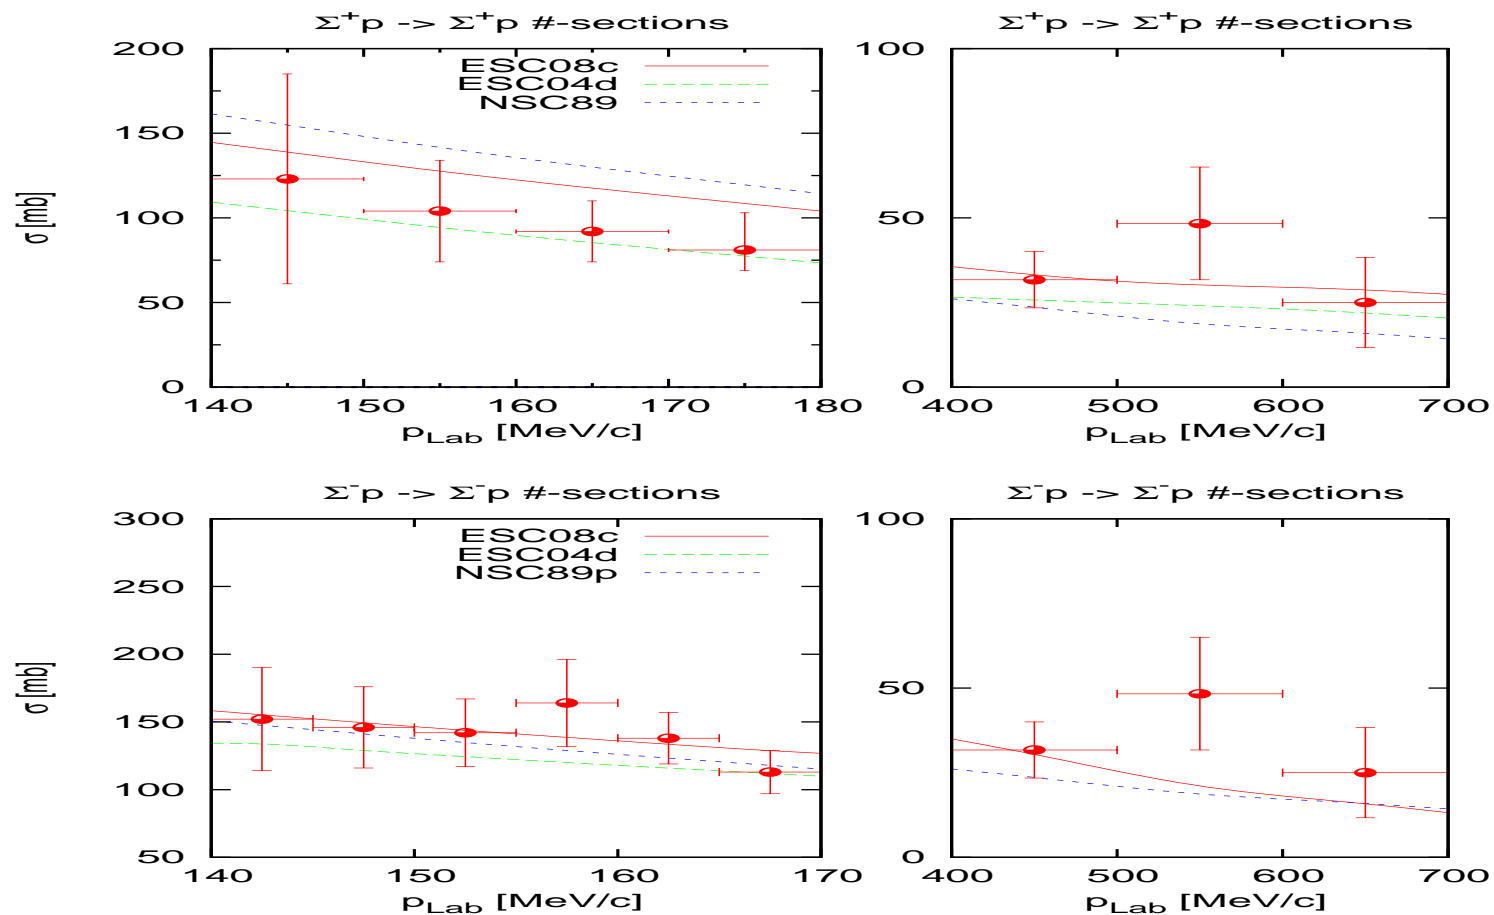 Σ⁺p -> Σ⁺p #-sections
200
150
100
50
0
σ [mb]
ESC08c
ESC04d
NSC89
140 150 160 170 180
p_Lab [MeV/c]
Σ⁺p -> Σ⁺p #-sections
100
50
0
400 500 600 700
p_Lab [MeV/c]
Σ⁻p -> Σ⁻p #-sections
300
250
200
150
100
50
σ [mb]
ESC08c
ESC04d
NSC89p
140 150 160 170
p_Lab [MeV/c]
Σ⁻p -> Σ⁻p #-sections
100
50
0
400 500 600 700
p_Lab [MeV/c]